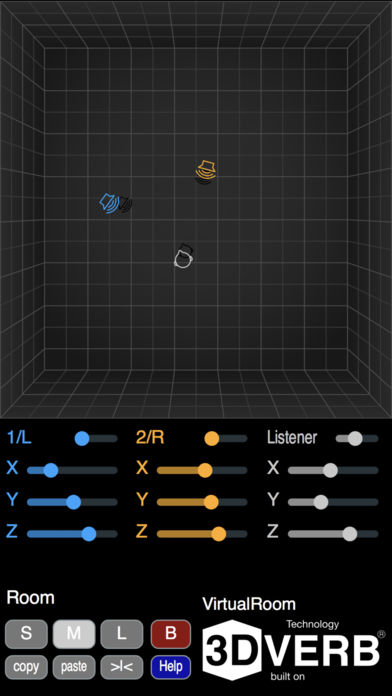 1/L 2/R Listener
X X X
Y Y Y
Z Z Z
Room
VirtualRoom
S M L B
copy paste >I< Help
Technology
3DVERB®
built on